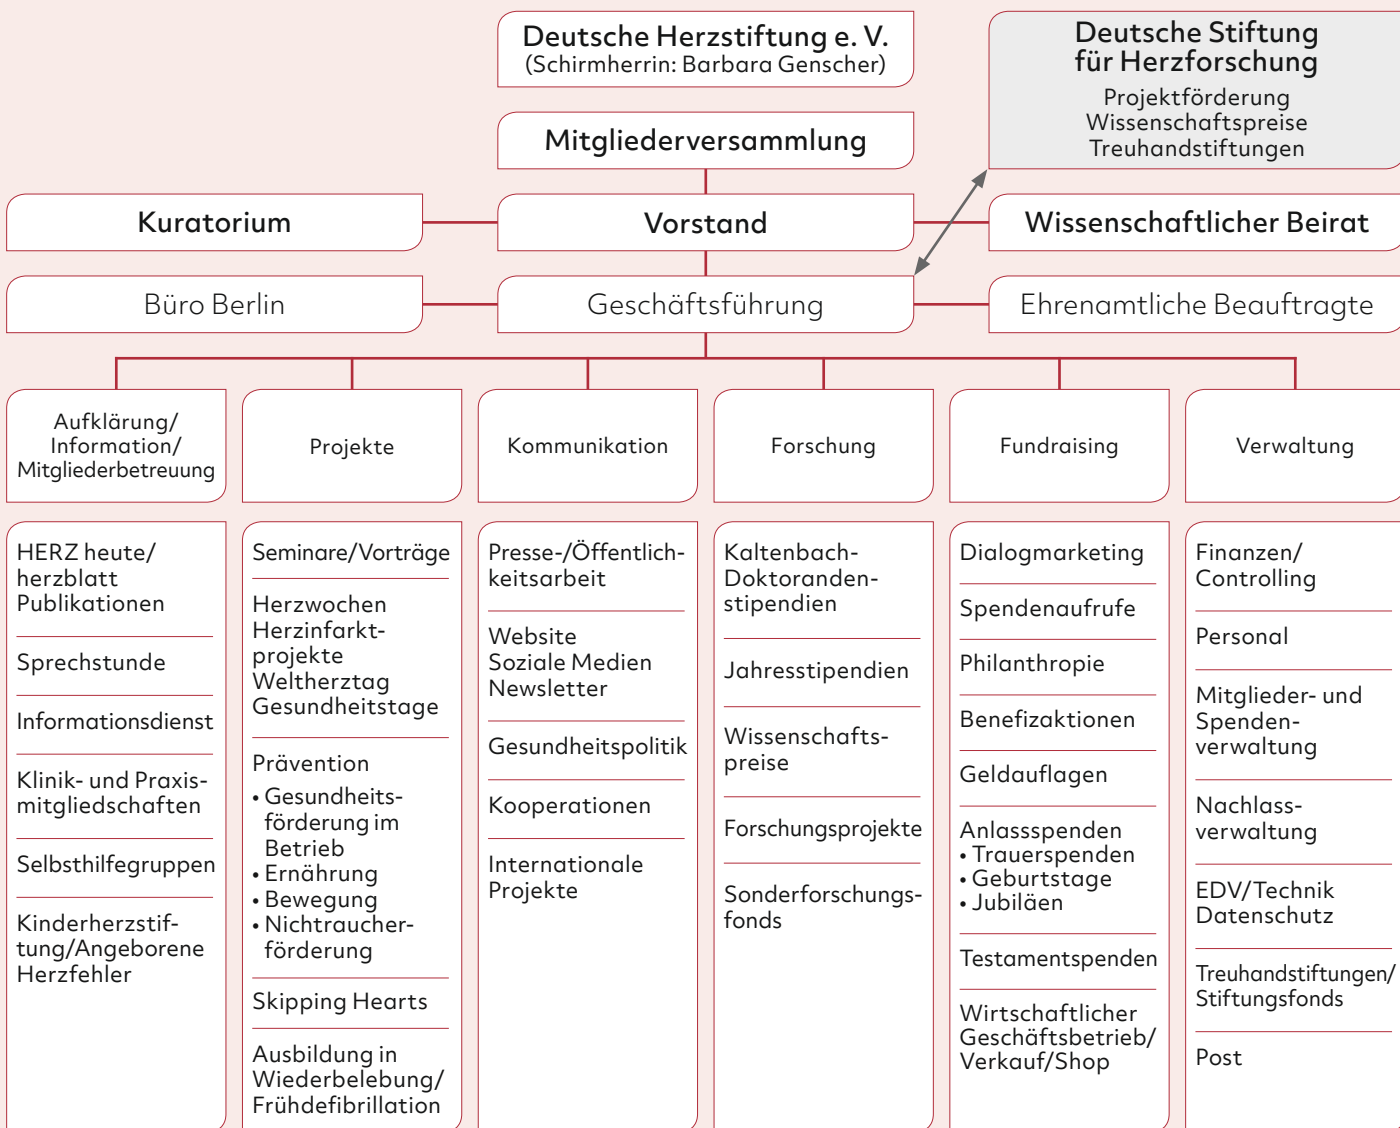 Deutsche Herzstiftung e. V.
(Schirmherrin: Barbara Genscher)
Deutsche Stiftung
für Herzforschung
Projektförderung
Wissenschaftspreise
Treuhandstiftungen
Mitgliederversammlung
Kuratorium
Vorstand
Wissenschaftlicher Beirat
Büro Berlin
Geschäftsführung
Ehrenamtliche Beauftragte
Aufklärung/
Information/
Mitgliederbetreuung
Projekte
Kommunikation
Forschung
Fundraising
Verwaltung
HERZ heute/
herzblatt
Publikationen
Sprechstunde
Informationsdienst
Klinik- und Praxis-
mitgliedschaften
Selbsthilfegruppen
Kinderherzstif-
tung/Angeborene
Herzfehler
Seminare/Vorträge
Herzwochen
Herzinfarkt-
projekte
Weltherztag
Gesundheitstage
Prävention
• Gesundheits-
förderung im
Betrieb
• Ernährung
• Bewegung
• Nichtraucher-
förderung
Skipping Hearts
Ausbildung in
Wiederbelebung/
Frühdefibrillation
Presse-/Öffentlich-
keitsarbeit
Website
Soziale Medien
Newsletter
Gesundheitspolitik
Kooperationen
Internationale
Projekte
Kaltenbach-
Doktoranden-
stipendien
Jahresstipendien
Wissenschafts-
preise
Forschungsprojekte
Sonderforschungs-
fonds
Dialogmarketing
Spendenaufrufe
Philanthropie
Benefizaktionen
Geldauflagen
Anlassspenden
• Trauerspenden
• Geburtstage
• Jubiläen
Testamentspenden
Wirtschaftlicher
Geschäftsbetrieb/
Verkauf/Shop
Finanzen/
Controlling
Personal
Mitglieder- und
Spenden-
verwaltung
Nachlass-
verwaltung
EDV/Technik
Datenschutz
Treuhandstiftungen/
Stiftungsfonds
Post